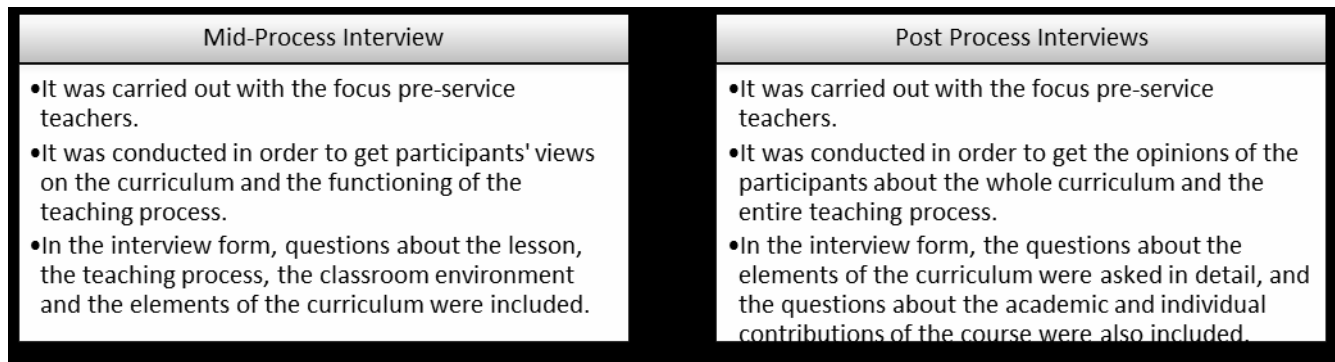 Mid-Process Interview
•It was carried out with the focus pre-service
teachers.
•It was conducted in order to get participants' views
on the curriculum and the functioning of the
teaching process.
•In the interview form, questions about the lesson,
the teaching process, the classroom environment
and the elements of the curriculum were included.
Post Process Interviews
•It was carried out with the focus pre-service
teachers.
•It was conducted in order to get the opinions of the
participants about the whole curriculum and the
entire teaching process.
•In the interview form, the questions about the
elements of the curriculum were asked in detail, and
the questions about the academic and individual
contributions of the course were also included.